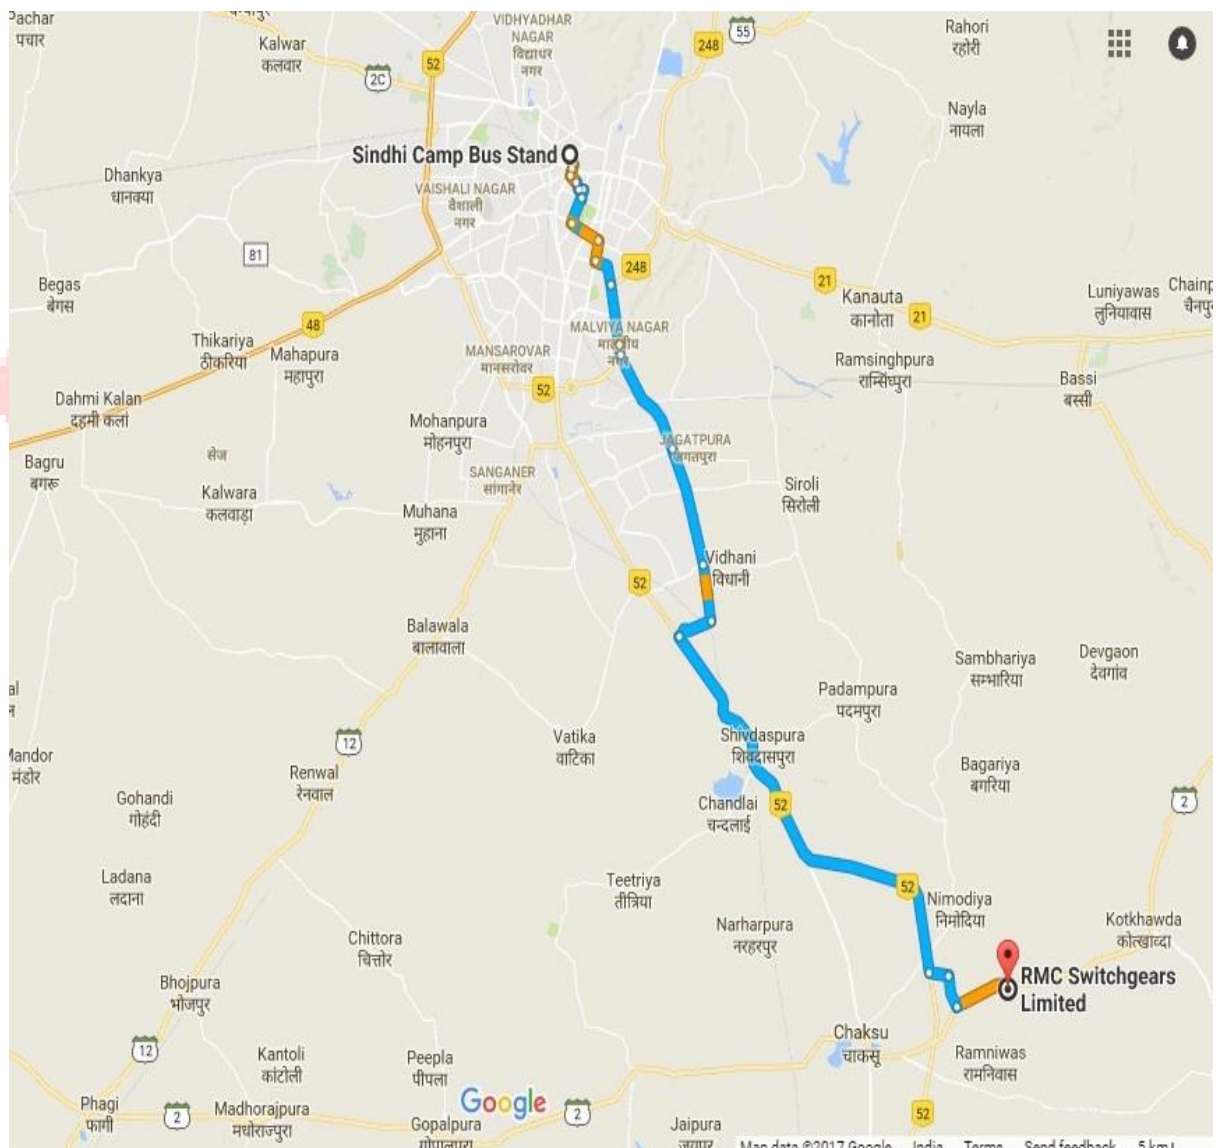 Pachar
पचार
VIDHYADHAR
NAGAR
विद्याधर
नगर
55
Rahori
रहोरी
Kalwar
कलवार
248
52
2C
Nayla
नायला
Sindhi Camp Bus Stand
Dhankya
धानक्या
VAISHALI NAGAR
वैशाली
नगर
81
248
21
Begas
बेगस
Kanauta
कानोता
Luniyawas
लुनियावास
21
48
Thikariya
ठीकरिया
Mahapura
महापुरा
MALVIYA NAGAR
MANSAROVAR
मानसरोवर
Ramsinghpura
राम्सिंघपुरा
Bassi
बस्सी
52
Dahmi Kalan
दहमी कलां
Mohanpura
मोहनपुरा
JAGATPURA
जगतपुरा
Bagru
बगरू
सेज
SANGANER
सांगानेर
Siroli
सिरोली
Kalwara
कलवाड़ा
Muhana
मुहाना
Vidhani
विधानी
52
Balawala
बालावाला
Sambhariya
सम्भारिया
Devgaon
देवगांव
Padampura
पदमपुरा
12
Vatika
वाटिका
Shivdaspura
शिवदासपुरा
Mandor
मंडोर
Renwal
रेनवाल
Bagariya
बगरिया
Gohandi
गोहंदी
Chandlai
चन्दलाई
52
2
Ladana
लदाना
Teetriya
तीत्रिया
52
Nimodiya
निमोदिया
Narharpura
नरहरपुर
Kotkhawda
कोत्खाव्दा
Chittora
चित्तोर
Bhojpura
भोजपुर
RMC Switchgears
Limited
Chaksu
चाकसू
12
Kantoli
कांटोली
Peepla
पीपला
Ramniwas
रामनिवास
Phagi
फागी
2
Madhorajpura
मधोराज्पुरा
Google
Gopalpura
2
Jaipura
52
Map data ©2017 Google India Terms Send feedback 5 km